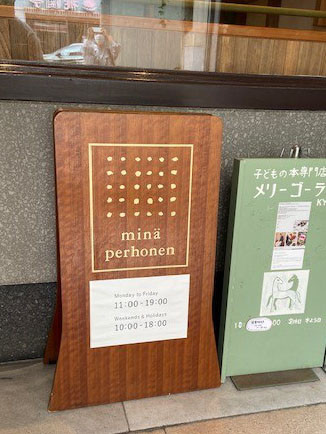 minä
perhonen
Monday to Friday
11:00-19:00
Weekends & Holidays
10:00-18:00
子どもの本専門店
メリーゴーラ
KY